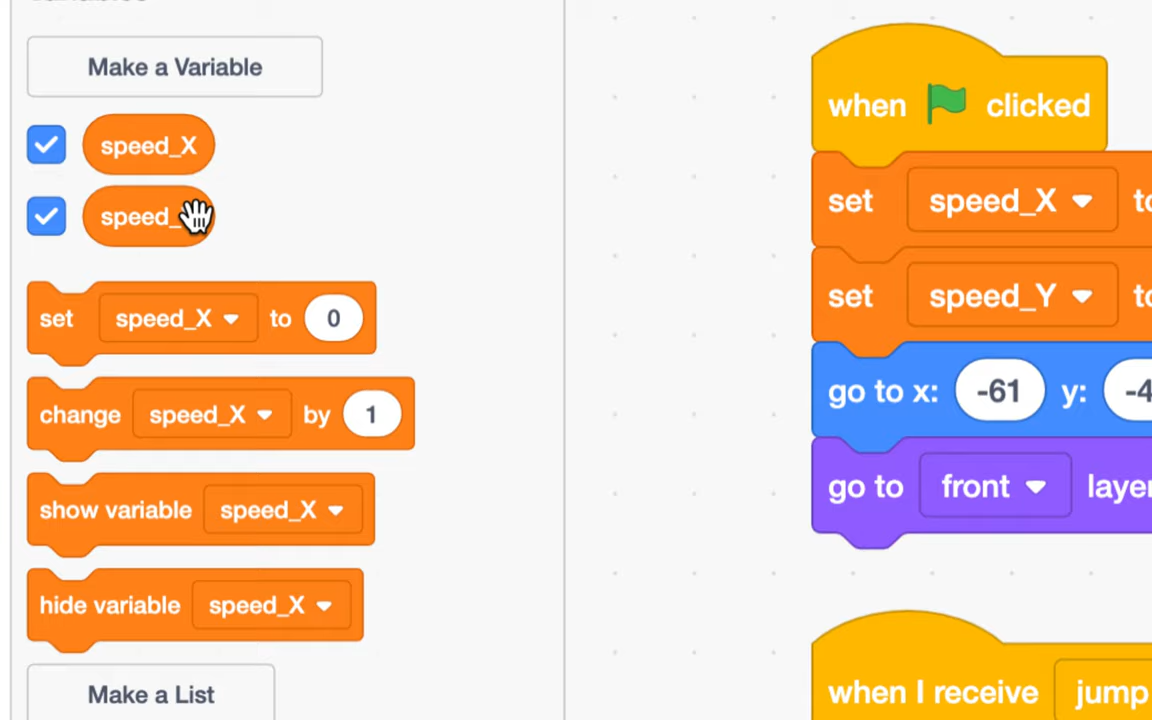 Make a Variable
speed_X
speed_
set speed_X to 0
change speed_X by 1
show variable speed_X
hide variable speed_X
Make a List
when clicked
set speed_X
set speed_Y
go to x: -61 y: -4
go to front
when I receive jump